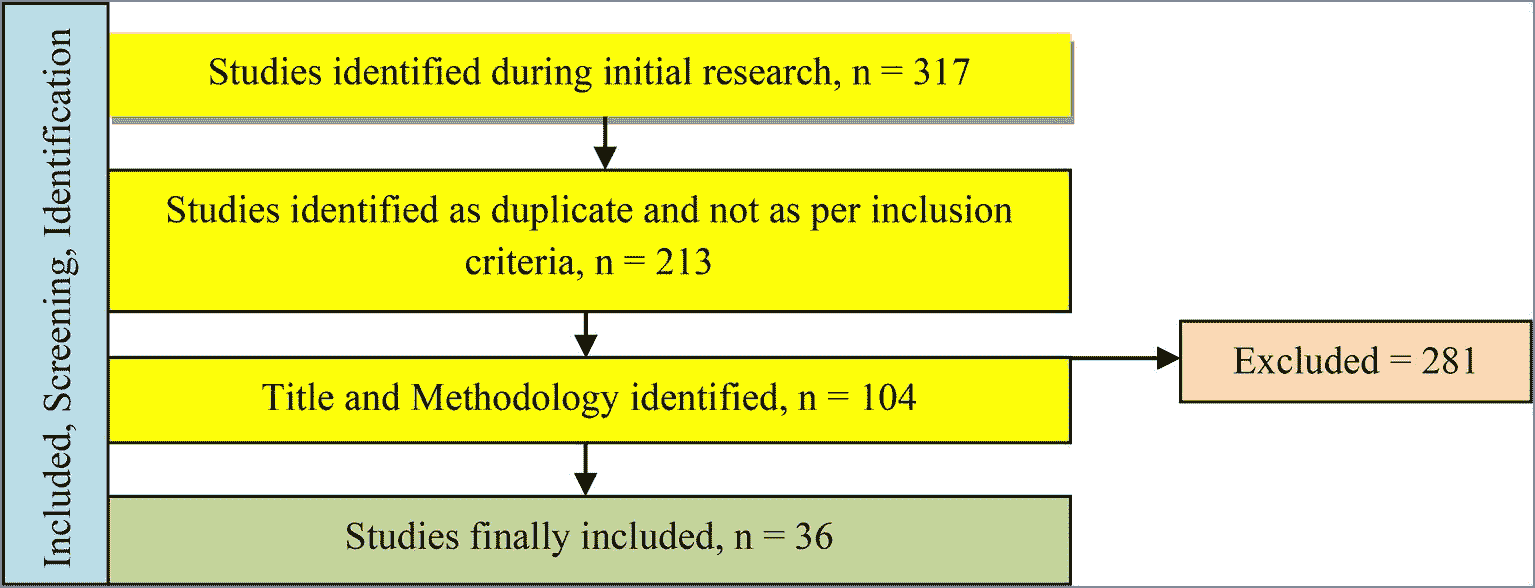 Included, Screening, Identification
Studies identified during initial research, n = 317
Studies identified as duplicate and not as per inclusion
criteria, n = 213
Title and Methodology identified, n = 104
Excluded = 281
Studies finally included, n = 36